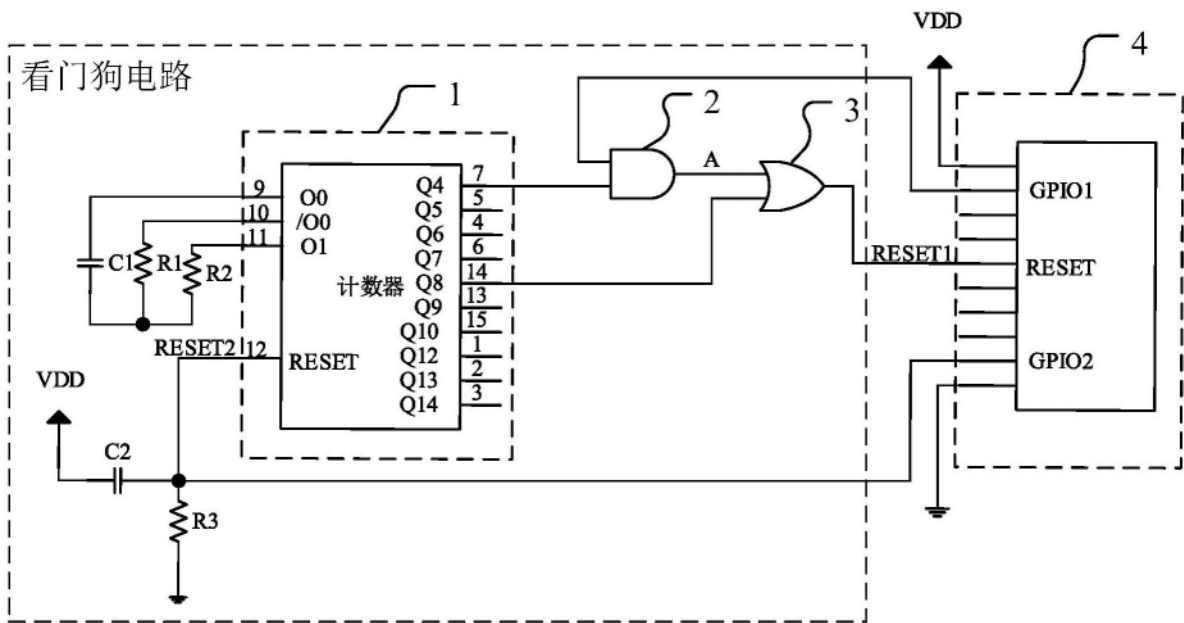 看门狗电路
1
2
3
4
VDD
9
10
11
O0
/O0
O1
C1
R1
R2
计数器
Q4
Q5
Q6
Q7
Q8
Q9
Q10
Q12
Q13
Q14
7
5
4
6
14
13
15
1
2
3
A
RESET1
GPIO1
RESET
GPIO2
RESET2
12
RESET
VDD
C2
R3